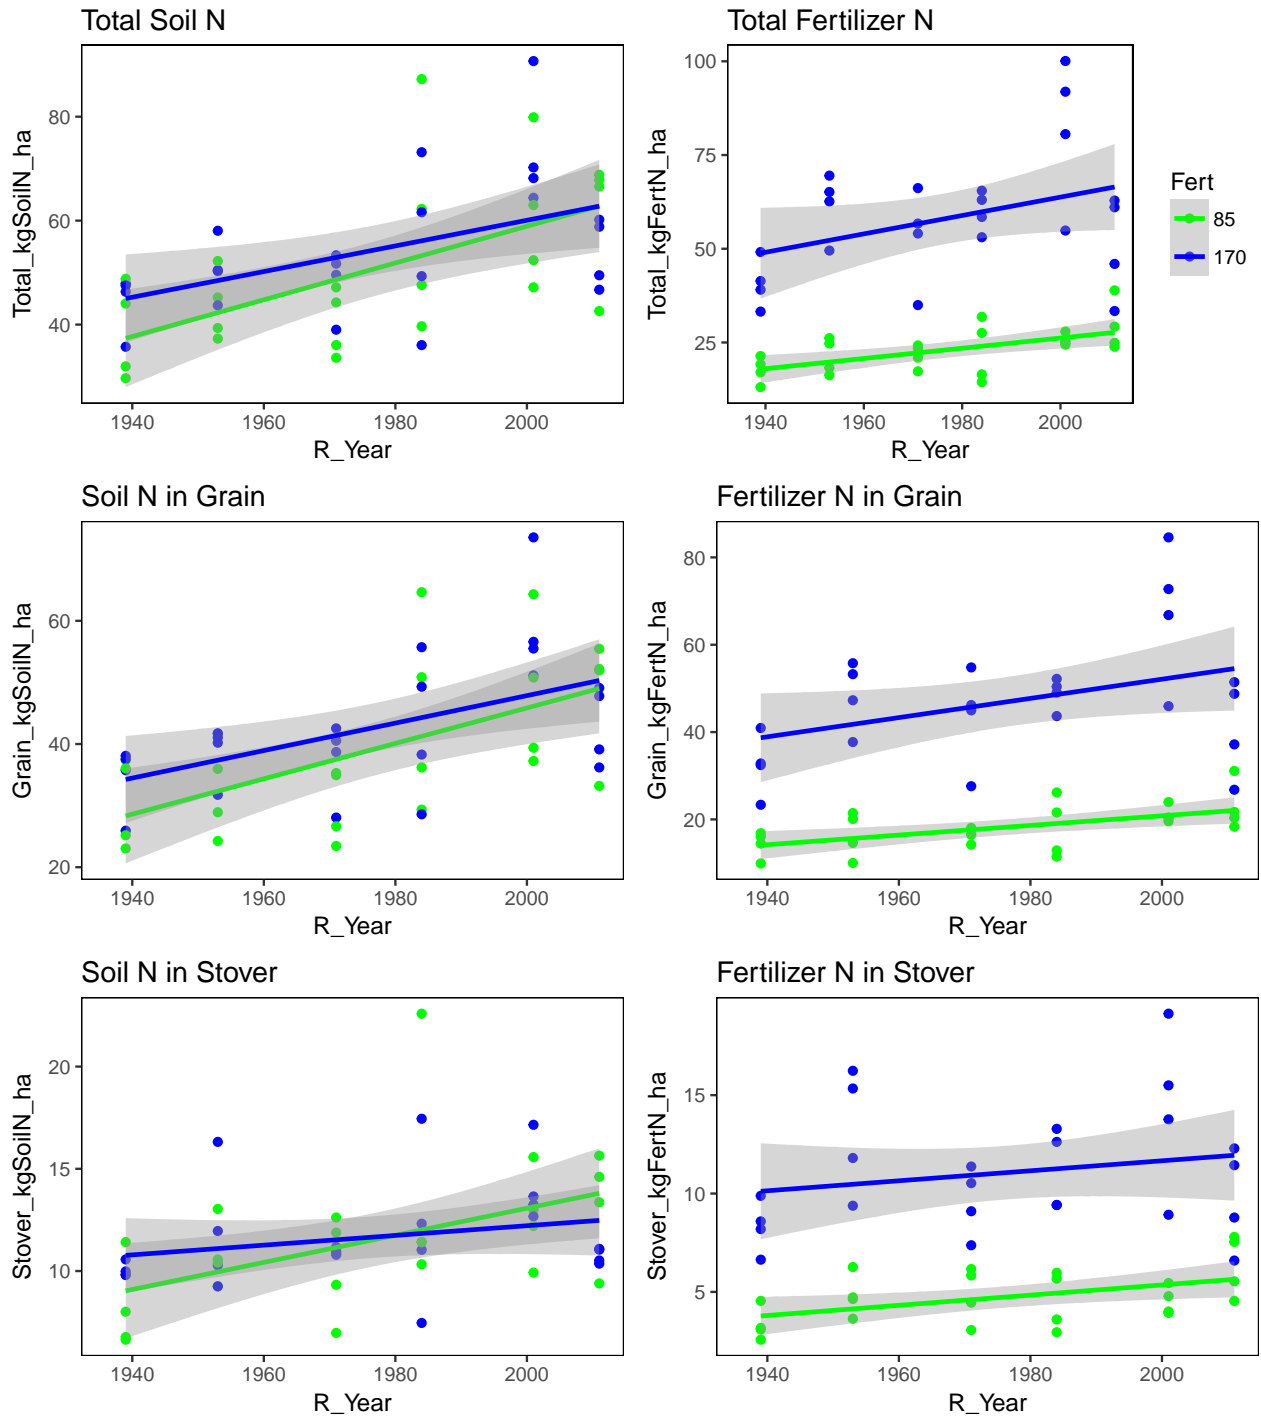 Total Soil N
Total_kgSoilN_ha
80
60
40
1940 1960 1980 2000
R_Year
Total Fertilizer N
Total_kgFertN_ha
100
75
50
25
1940 1960 1980 2000
R_Year
Fert
85
170
Soil N in Grain
Grain_kgSoilN_ha
60
40
20
1940 1960 1980 2000
R_Year
Fertilizer N in Grain
Grain_kgFertN_ha
80
60
40
20
1940 1960 1980 2000
R_Year
Soil N in Stover
Stover_kgSoilN_ha
20
15
10
1940 1960 1980 2000
R_Year
Fertilizer N in Stover
Stover_kgFertN_ha
15
10
5
1940 1960 1980 2000
R_Year